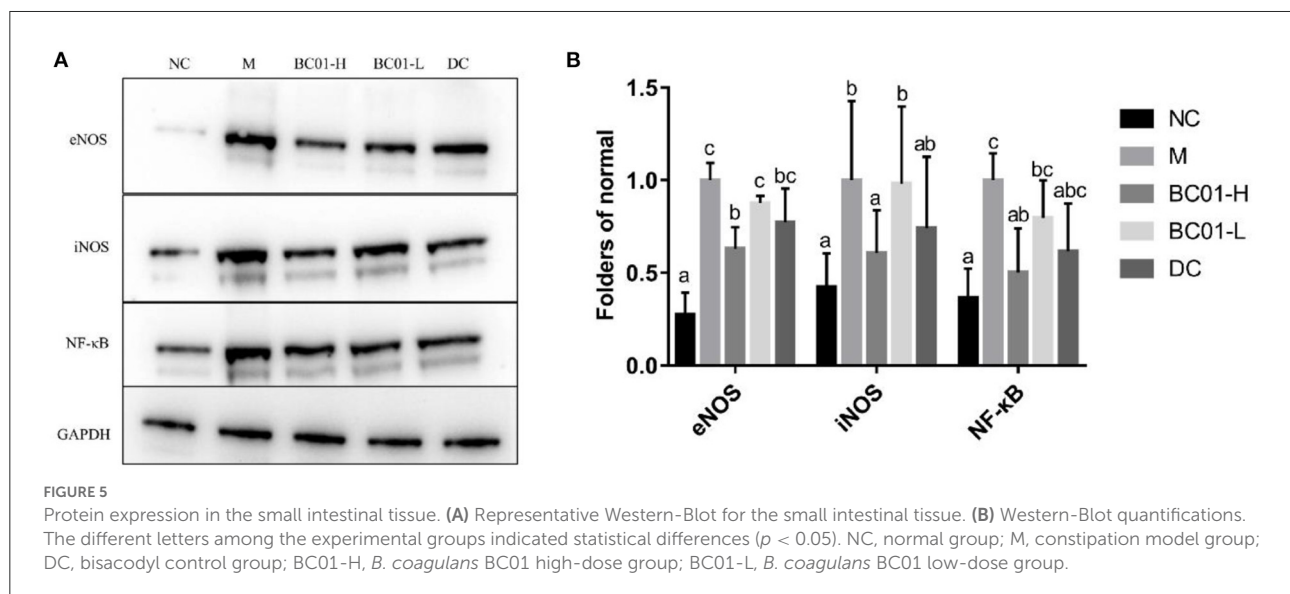 A
NC M BC01-H BC01-L DC
eNOS
iNOS
NF-κB
GAPDH
B
Folders of normal
1.5
1.0
0.5
0.0
a c b c bc
a b a b ab
a c ab bc abc
eNOS iNOS NF-κB
NC
M
BC01-H
BC01-L
DC
FIGURE 5
Protein expression in the small intestinal tissue. (A) Representative Western-Blot for the small intestinal tissue. (B) Western-Blot quantifications.
The different letters among the experimental groups indicated statistical differences (p < 0.05). NC, normal group; M, constipation model group;
DC, bisacodyl control group; BC01-H, B. coagulans BC01 high-dose group; BC01-L, B. coagulans BC01 low-dose group.